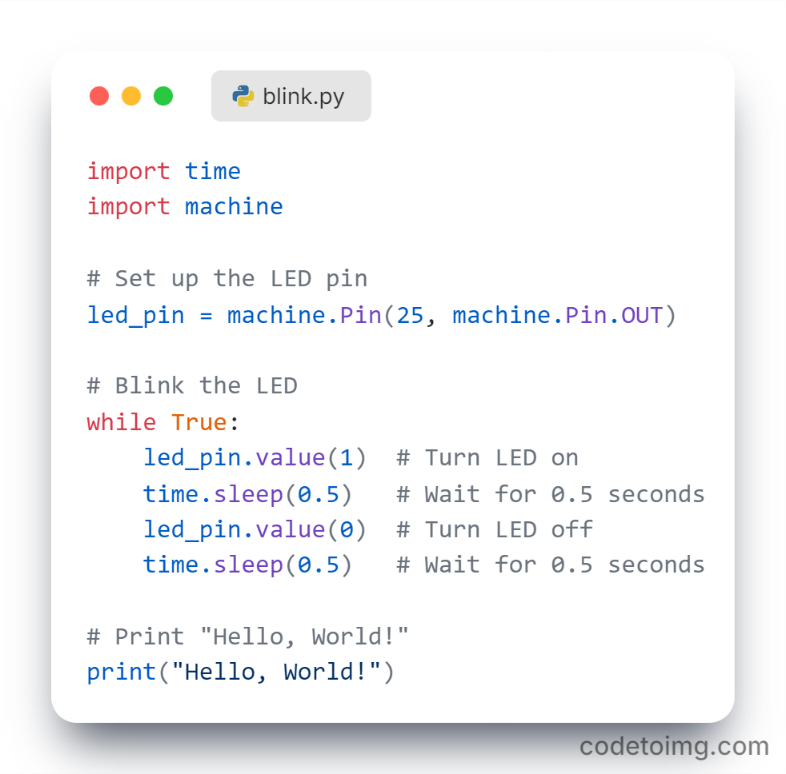 blink.py
import time
import machine
# Set up the LED pin
led_pin = machine.Pin(25, machine.Pin.OUT)
# Blink the LED
while True:
    led_pin.value(1)  # Turn LED on
    time.sleep(0.5)   # Wait for 0.5 seconds
    led_pin.value(0)  # Turn LED off
    time.sleep(0.5)   # Wait for 0.5 seconds
# Print "Hello, World!"
print("Hello, World!")
codetoimg.com